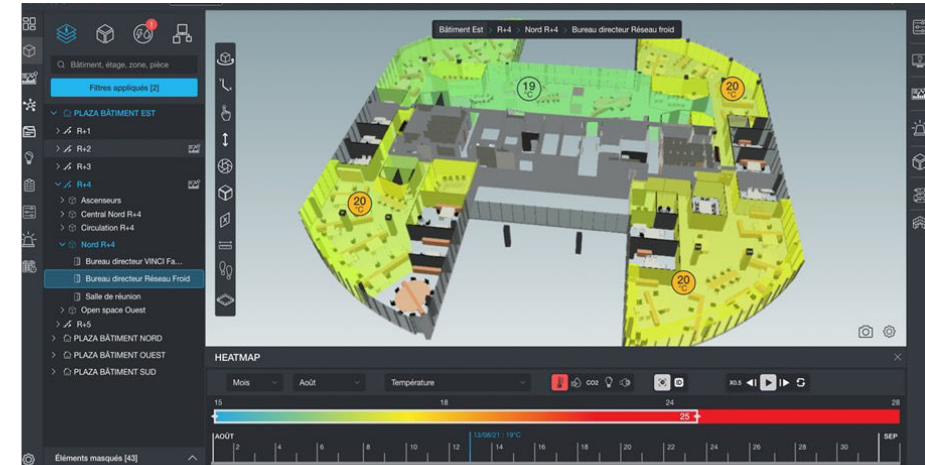 Bâtiment Est > R+4 > Nord R+4 > Bureau directeur Réseau froid
Bâtiment, étage, zone, pièce
Filtres appliqués [2]
PLAZA BÂTIMENT EST
R+1
R+2
R+3
R+4
Ascenseurs
Central Nord R+4
Circulation R+4
Nord R+4
Bureau directeur VINCI Fa...
Bureau directeur Réseau Froid
Salle de réunion
Open space Ouest
R+5
PLAZA BÂTIMENT NORD
PLAZA BÂTIMENT OUEST
PLAZA BÂTIMENT SUD
Éléments masqués [43]
19
°C
20
°C
20
°C
20
°C
HEATMAP
Mois
Août
Température
CO2
X0.5
15
18
24
28
25
AOÛT
13/08/21 : 19°C
SEP
2
4
6
8
10
12
14
16
18
20
22
24
26
28
30